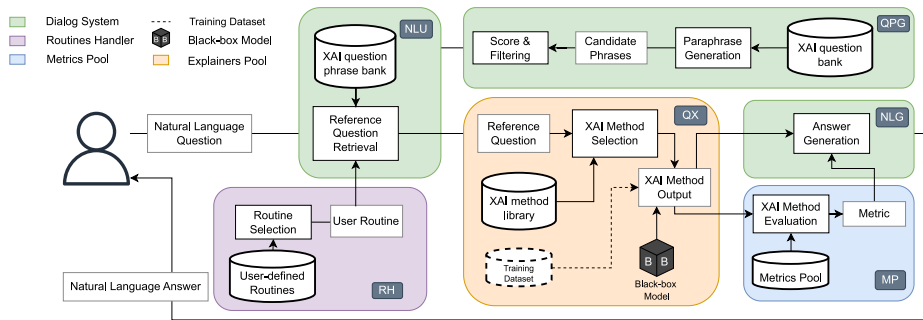 Dialog System
Routines Handler
Metrics Pool
Training Dataset
B B
Black-box Model
Explainers Pool
NLU
XAI question
phrase bank
Reference
Question
Retrieval
QPG
Score &
Filtering
Candidate
Phrases
Paraphrase
Generation
XAI question
bank
Natural Language
Question
QX
Reference
Question
XAI Method
Selection
XAI method
library
XAI Method
Output
Training
Dataset
B B
Black-box
Model
NLG
Answer
Generation
Routine
Selection
User Routine
User-defined
Routines
RH
XAI Method
Evaluation
Metric
Metrics Pool
MP
Natural Language Answer